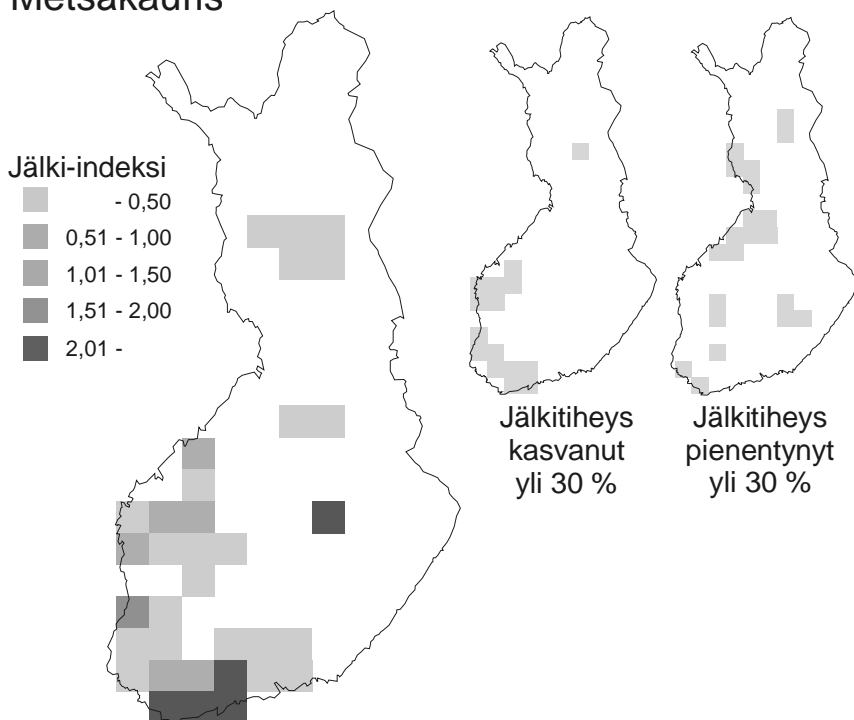 Metsäkauris
Jälki-indeksi
- 0,50
0,51 - 1,00
1,01 - 1,50
1,51 - 2,00
2,01 -
Jälkitiheys
kasvanut
yli 30 %
Jälkitiheys
pienentynyt
yli 30 %